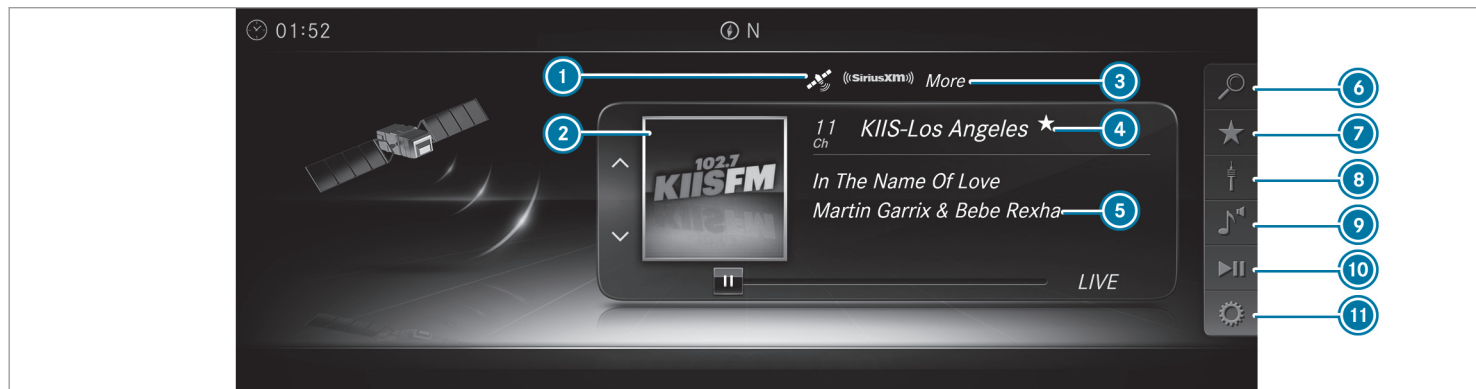 01:52
N
1
((SiriusXM))
More
3
2
11
Ch
KIIS-Los Angeles
4
102.7
KIISFM
In The Name Of Love
Martin Garrix & Bebe Rexha
5
LIVE
6
7
8
9
10
11